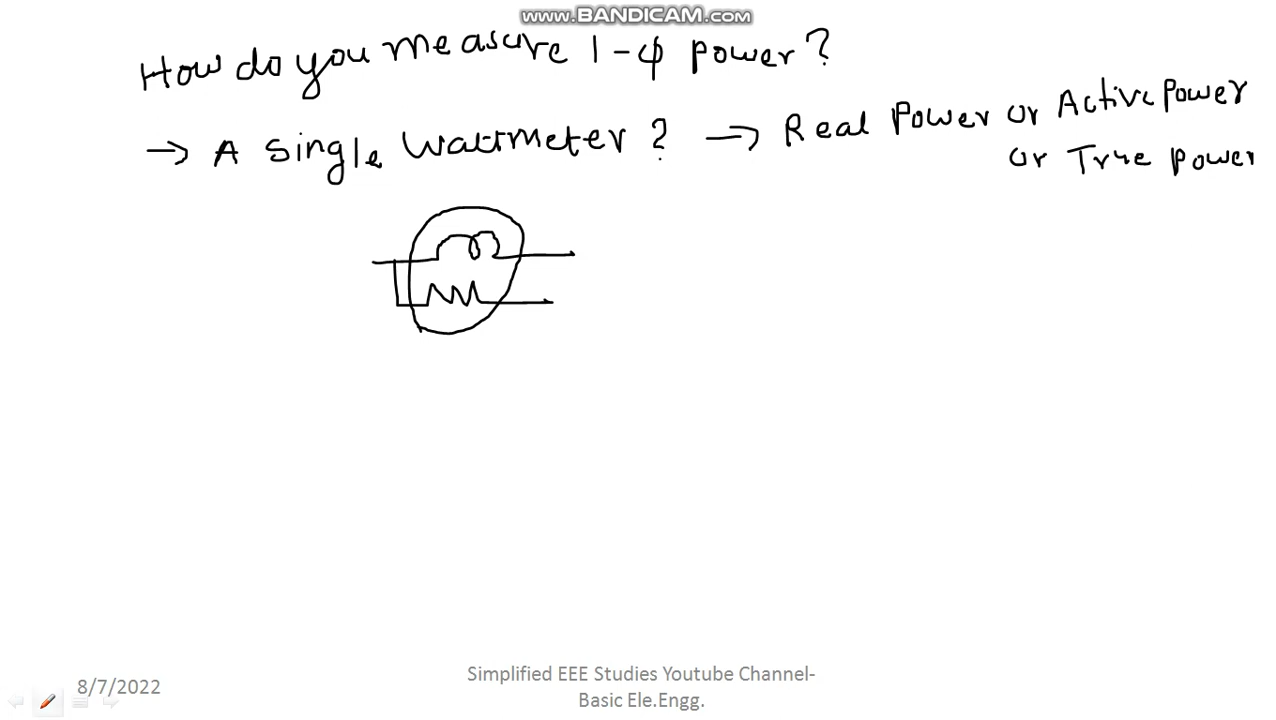 www.BANDICAM.com
How do you measure 1-φ power?
→ A Single Wattmeter? → Real Power or Active Power
or True power
8/7/2022
Simplified EEE Studies Youtube Channel-
Basic Ele.Engg.